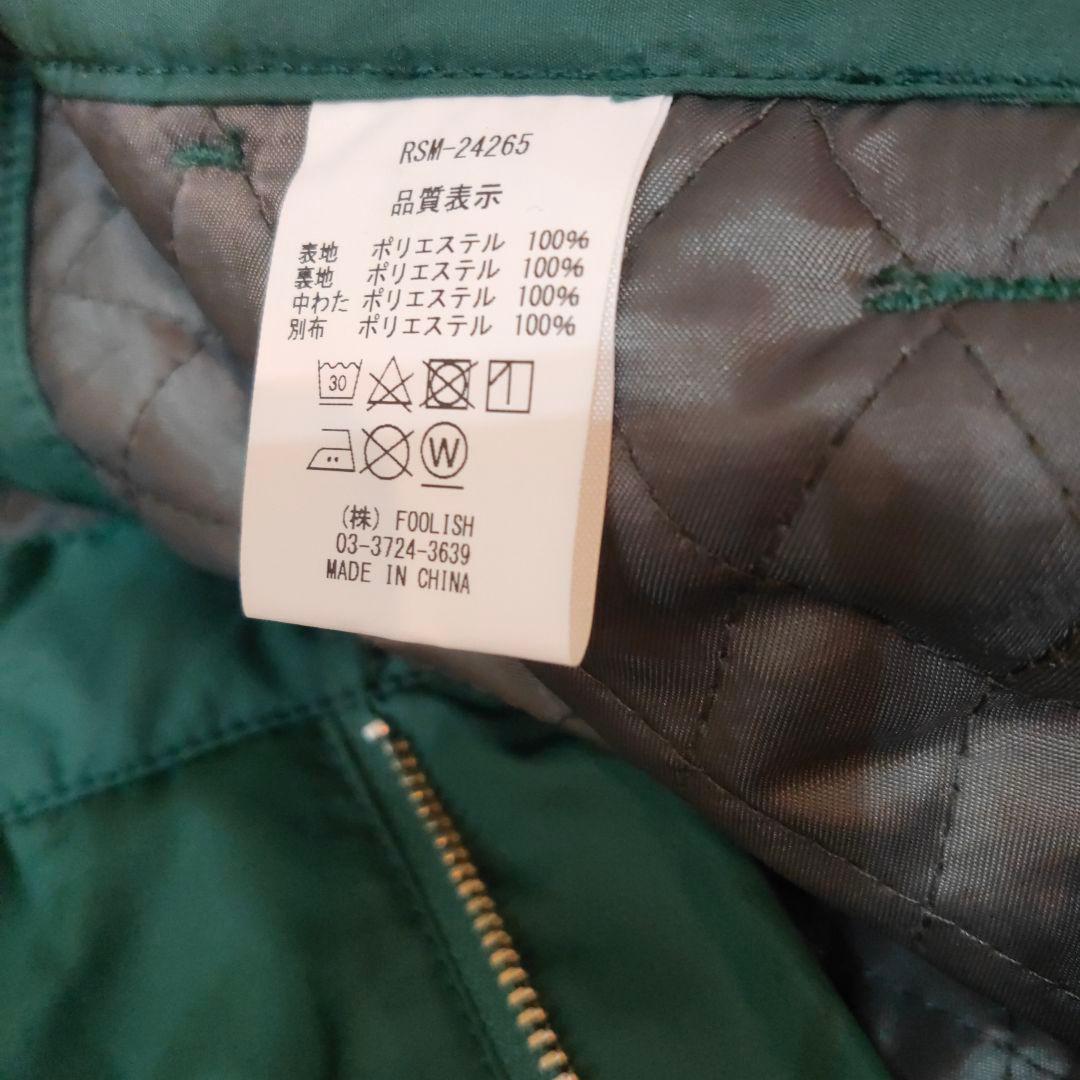 RSM-24265
品質表示
表地 ポリエステル 100%
裏地 ポリエステル 100%
中わた ポリエステル 100%
別布 ポリエステル 100%
30
W
(株) FOOLISH
03-3724-3639
MADE IN CHINA